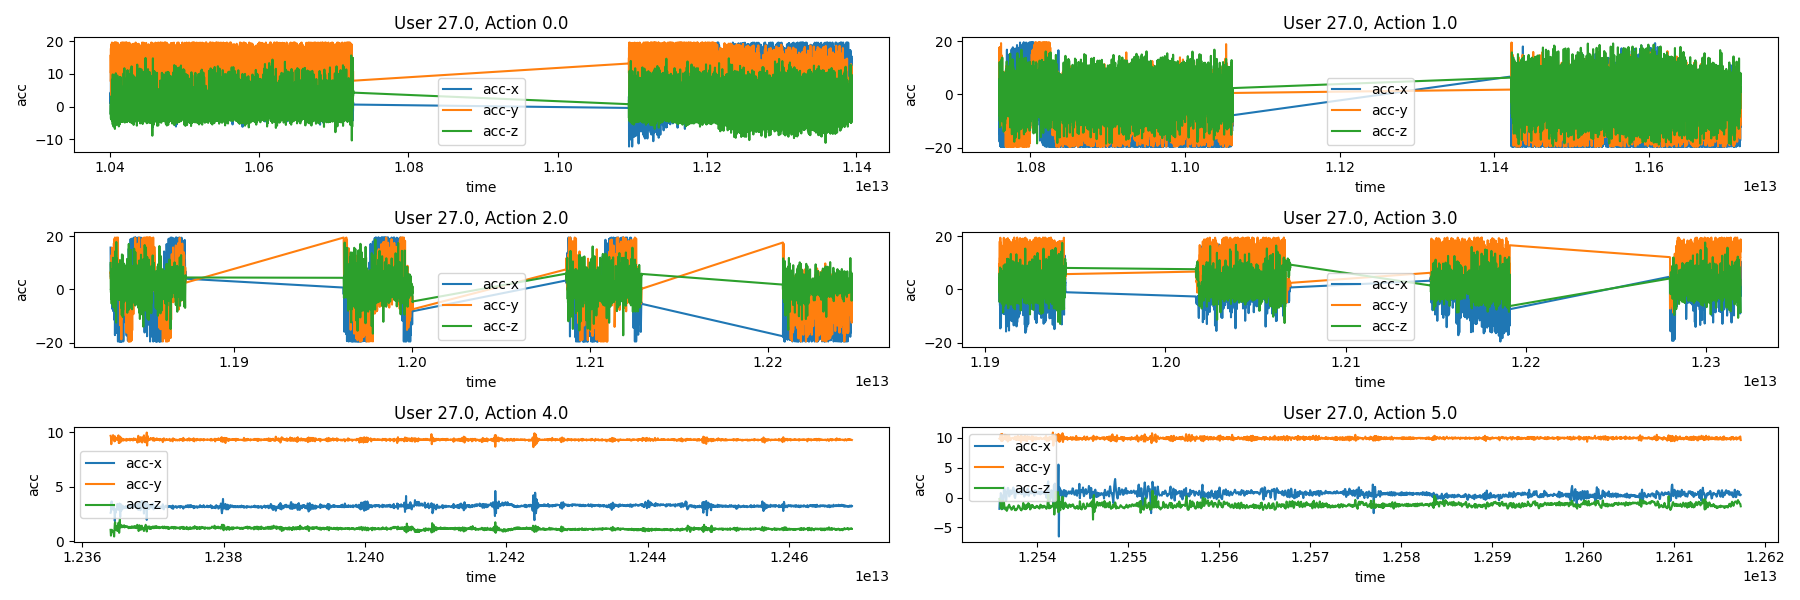 User 27.0, Action 0.0
acc
20
10
0
−10
acc-x
acc-y
acc-z
1.04
1.06
1.08
1.10
1.12
1.14
time
1e13
User 27.0, Action 1.0
acc
20
0
−20
acc-x
acc-y
acc-z
1.08
1.10
1.12
1.14
1.16
time
1e13
User 27.0, Action 2.0
acc
20
0
−20
acc-x
acc-y
acc-z
1.19
1.20
1.21
1.22
time
1e13
User 27.0, Action 3.0
acc
20
0
−20
acc-x
acc-y
acc-z
1.19
1.20
1.21
1.22
1.23
time
1e13
User 27.0, Action 4.0
acc
10
5
0
acc-x
acc-y
acc-z
1.236
1.238
1.240
1.242
1.244
1.246
time
1e13
User 27.0, Action 5.0
acc
10
5
0
−5
acc-x
acc-y
acc-z
1.254
1.255
1.256
1.257
1.258
1.259
1.260
1.261
1.262
time
1e13